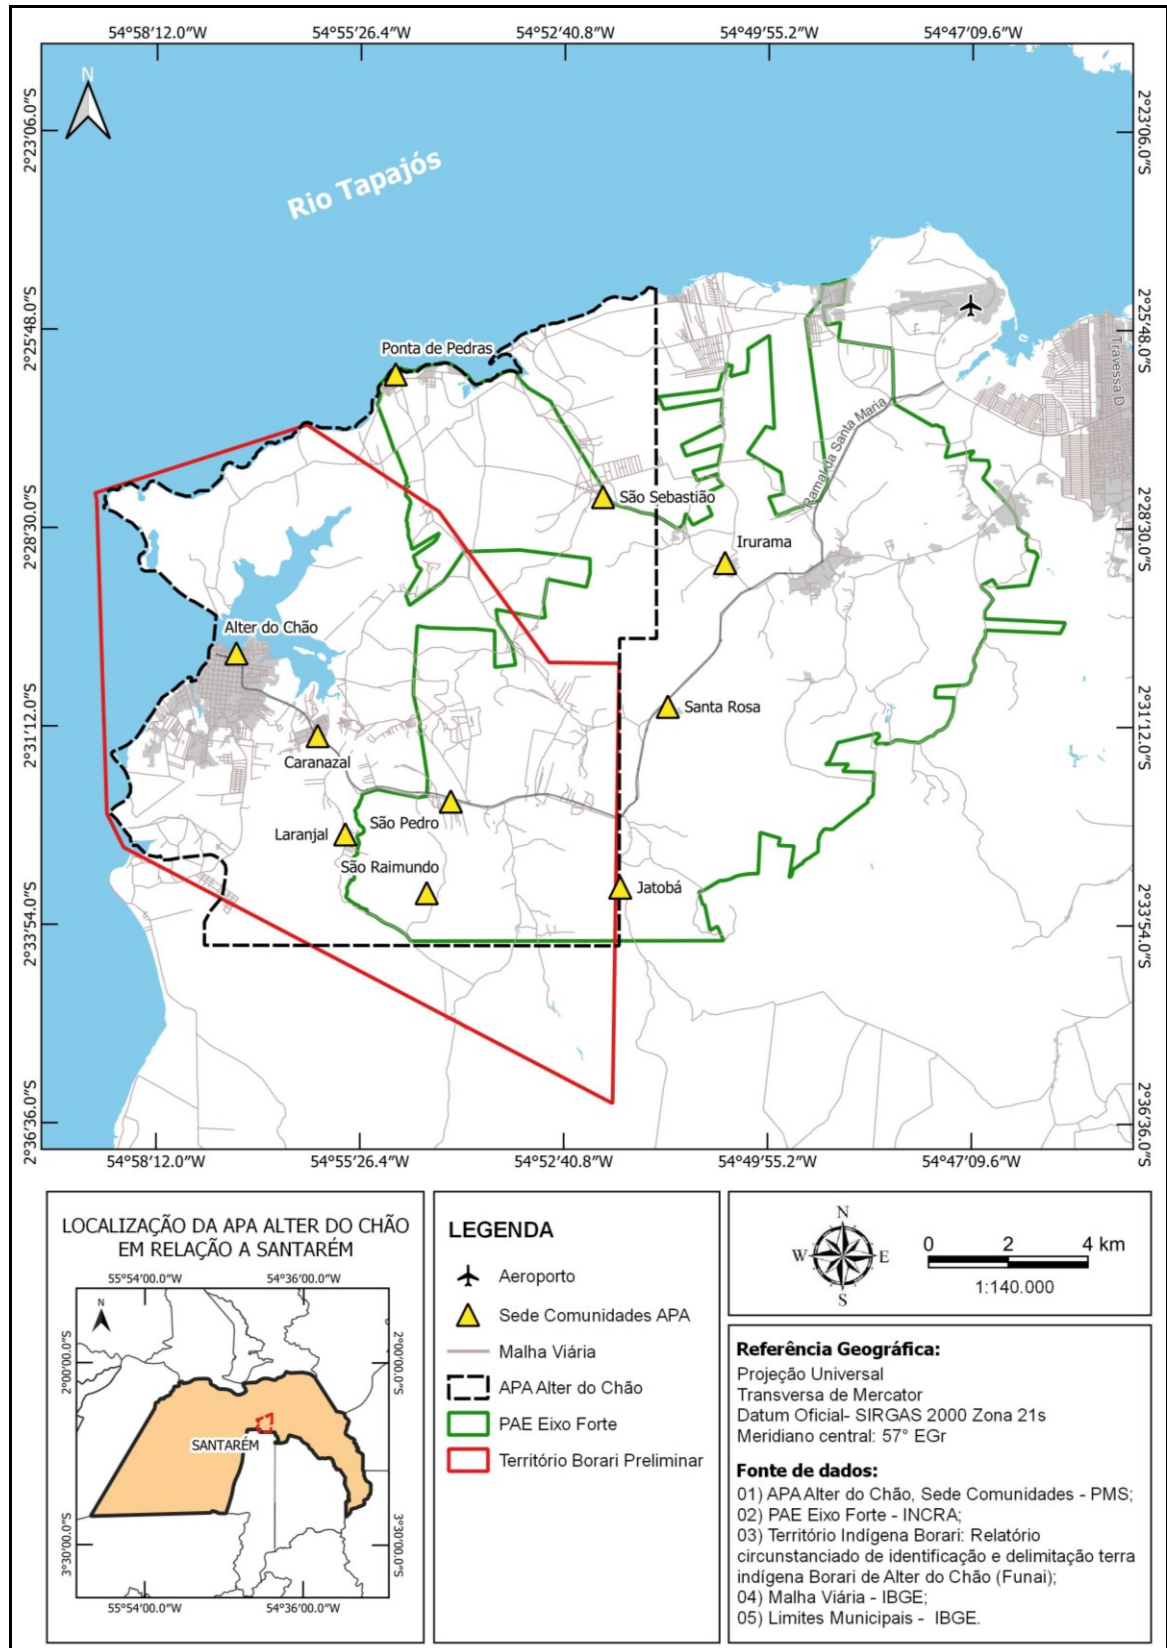 54°58'12.0"W 54°55'26.4"W 54°52'40.8"W 54°49'55.2"W 54°47'09.6"W
N
2°23'06.0"S
2°23'06.0"S
Rio Tapajós
2°25'48.0"S
2°25'48.0"S
Ponta de Pedras
Travessa D
Ramal da Santa Maria
São Sebastião
2°28'30.0"S
2°28'30.0"S
Irurama
Alter do Chão
Santa Rosa
2°31'12.0"S
2°31'12.0"S
Caranazal
São Pedro
Laranjal
São Raimundo
Jatobá
2°33'54.0"S
2°33'54.0"S
2°36'36.0"S
2°36'36.0"S
54°58'12.0"W 54°55'26.4"W 54°52'40.8"W 54°49'55.2"W 54°47'09.6"W
LOCALIZAÇÃO DA APA ALTER DO CHÃO
EM RELAÇÃO A SANTARÉM
55°54'00.0"W 54°36'00.0"W
N
2°00'00.0"S
2°00'00.0"S
SANTARÉM
3°30'00.0"S
3°30'00.0"S
55°54'00.0"W 54°36'00.0"W
LEGENDA
Aeroporto
Sede Comunidades APA
Malha Viária
APA Alter do Chão
PAE Eixo Forte
Território Borari Preliminar
N
W E
S
0 2 4 km
1:140.000
Referência Geográfica:
Projeção Universal
Transversa de Mercator
Datum Oficial- SIRGAS 2000 Zona 21s
Meridiano central: 57° EGr
Fonte de dados:
01) APA Alter do Chão, Sede Comunidades - PMS;
02) PAE Eixo Forte - INCRA;
03) Território Indígena Borari: Relatório
circunstanciado de identificação e delimitação terra
indígena Borari de Alter do Chão (Funai);
04) Malha Viária - IBGE;
05) Limites Municipais - IBGE.